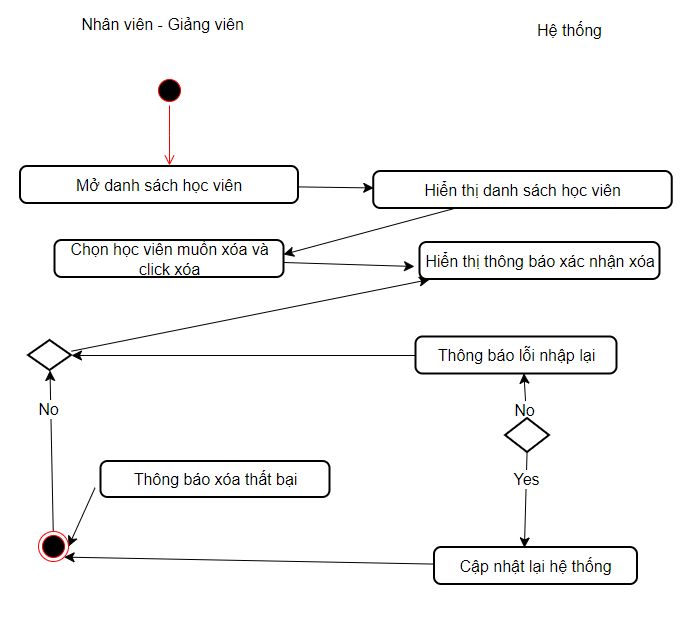 Nhân viên - Giảng viên
Hệ thống
Mở danh sách học viên
Hiển thị danh sách học viên
Chọn học viên muôn xóa và
click xóa
Hiển thị thông báo xác nhận xóa
Thông báo lỗi nhập lại
No
No
Thông báo xóa thất bại
Yes
Cập nhật lại hệ thống